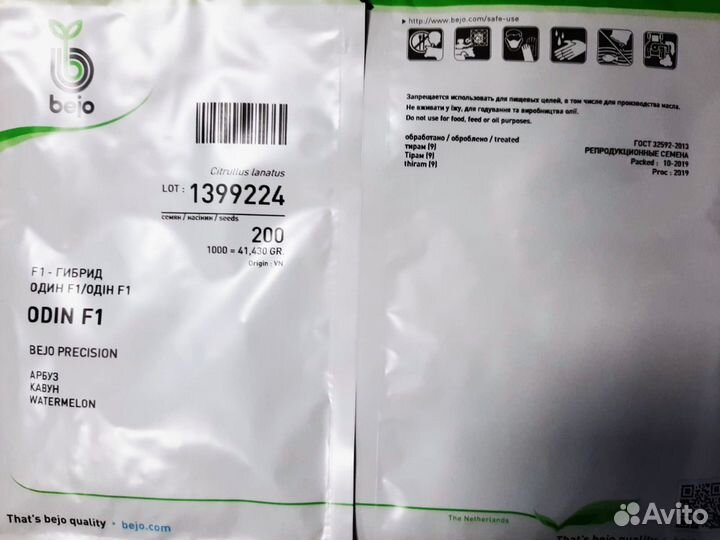 bejo
Citrullus lanatus
LOT: 1399224
семян / насінин / seeds
200
1000 = 41,430 GR.
Origin: VN
F1 - ГИБРИД
ОДИН F1/ОДІН F1
ODIN F1
BEJO PRECISION
АРБУЗ
КАВУН
WATERMELON
That's bejo quality · bejo.com
http://www.bejo.com/safe-use
Запрещается использовать для пищевых целей, в том числе для производства масла.
Не вживати у їжу, для годування та виробництва олії.
Do not use for food, feed or oil purposes.
обработано / оброблено / treated
тирам (9)
Тірам (9)
thiram (9)
ГОСТ 32592-2013
РЕПРОДУКЦИОННЫЕ СЕМЕНА
Packed: 10-2019
Proc: 2019
The Netherlands
That's bejo quality
Avito